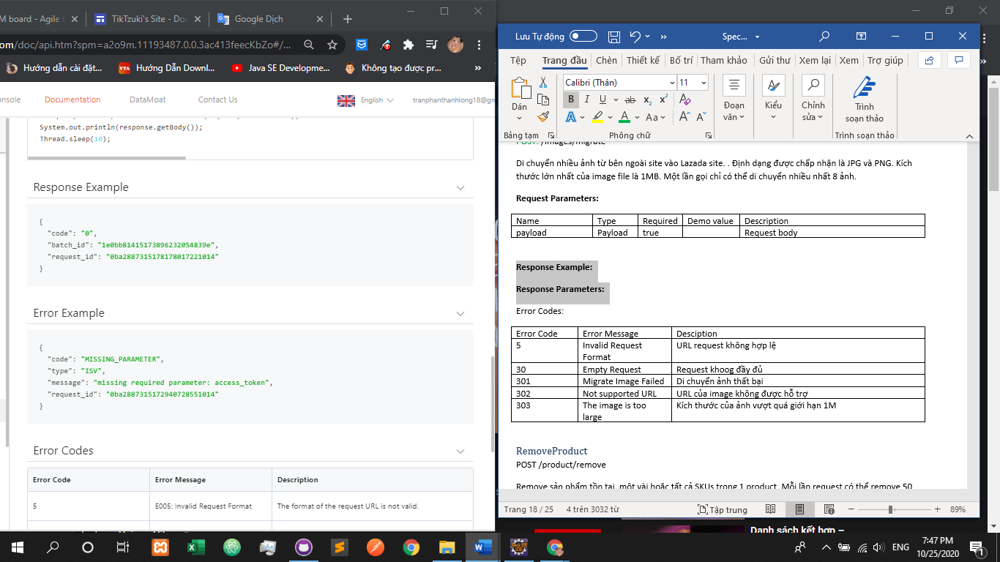 M board - Agile
TikTzuki's Site - Doc
Google Dịch
om/doc/api.htm?spm=a2o9m.11193487.0.0.3ac413feecKbZo#/...
Hướng dẫn cài đặt...
VTA
Hướng Dẫn Downl...
Java SE Developme...
Không tạo được pr...
»
onsole
Documentation
DataMoat
Contact Us
English
tranphanthanhlong18@gm
System.out.println(response.getBody());
Thread.sleep(10);
Response Example
{
"code": "0",
"batch_id": "1e0bb81415173896232054839e",
"request_id": "0ba2887315178178017221014"
}
Error Example
{
"code": "MISSING_PARAMETER",
"type": "ISV",
"message": "missing required parameter: access_token",
"request_id": "0ba2887315172940728551014"
}
Error Codes
Error Code Error Message Description
5 E005: Invalid Request Format The format of the request URL is not valid.
Lưu Tự động
»
Spec...
Tệp Trang đầu Chèn Thiết kế Bố trí Tham khảo Gửi thư Xem lại Xem Trợ giúp
Dán
Calibri (Thân) 11
B I U ab x₂ x²
A A Aa A A
Đoạn văn
Kiểu
Chỉnh sửa
Trình soạn thảo
Bảng tạm
Phông chữ
Trình soạn thảo
POST: /images/migrate
Di chuyển nhiều ảnh từ bên ngoài site vào Lazada site. . Định dạng được chấp nhận là JPG và PNG. Kích
thước lớn nhất của image file là 1MB. Một lần gọi chỉ có thể di chuyển nhiều nhất 8 ảnh.
Request Parameters:
Name Type Required Demo value Description
payload Payload true Request body
Response Example:
Response Parameters:
Error Codes:
Error Code Error Message Desciption
5 Invalid Request Format URL request không hợp lệ
30 Empty Request Request khoog đầy đủ
301 Migrate Image Failed Di chuyển ảnh thất bại
302 Not supported URL URL của image không được hỗ trợ
303 The image is too large Kích thước của ảnh vượt quá giới hạn 1M
RemoveProduct
POST /product/remove
Remove sản phẩm tồn tại, một vài hoặc tất cả SKUs trong 1 product. Mỗi lần request có thể remove 50
Trang 18 / 25
4 trên 3032 từ
Tập trung
89%
Danh sách kết hợp –
ENG
7:47 PM
10/25/2020
1